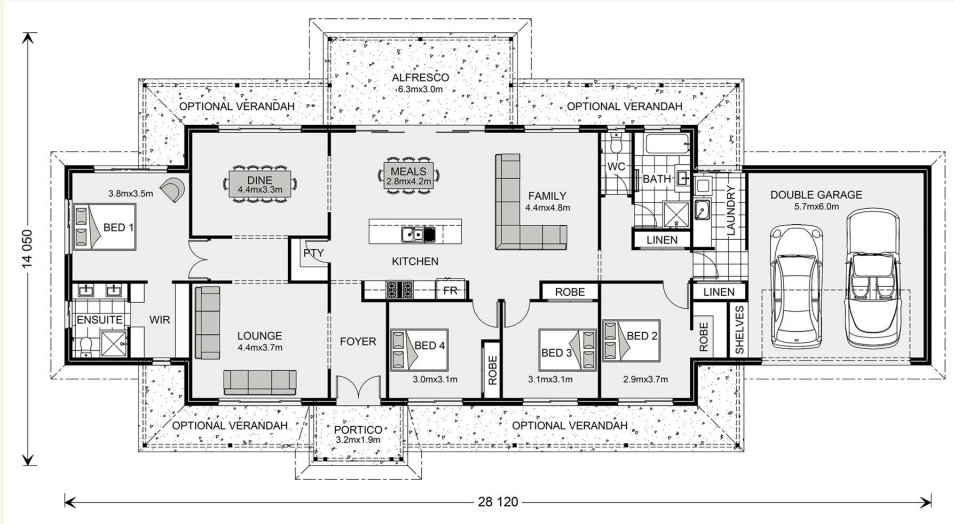 ALFRESCO
6.3mx3.0m
OPTIONAL VERANDAH
OPTIONAL VERANDAH
14 050
3.8mx3.5m
BED 1
DINE
4.4mx3.3m
MEALS
2.8mx4.2m
FAMILY
4.4mx4.8m
WC
BATH
LAUNDRY
DOUBLE GARAGE
5.7mx6.0m
LINEN
PTY
KITCHEN
ENSUITE
WIR
LOUNGE
4.4mx3.7m
FOYER
FR
ROBE
LINEN
BED 4
3.0mx3.1m
ROBE
BED 3
3.1mx3.1m
BED 2
2.9mx3.7m
ROBE
SHELVES
OPTIONAL VERANDAH
PORTICO
3.2mx1.9m
OPTIONAL VERANDAH
28 120